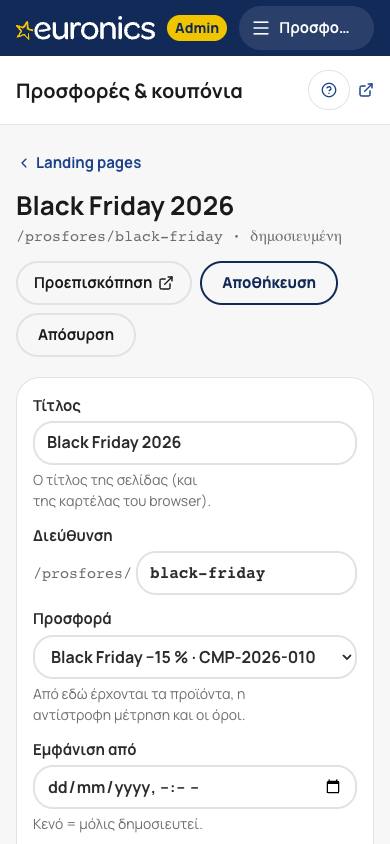 euronics Admin Προσφο...
Προσφορές & κουπόνια
Landing pages
Black Friday 2026
/prosfores/black-friday · δημοσιευμένη
Προεπισκόπηση Αποθήκευση
Απόσυρση
Τίτλος
Black Friday 2026
Ο τίτλος της σελίδας (και
της καρτέλας του browser).
Διεύθυνση
/prosfores/ black-friday
Προσφορά
Black Friday −15 % · CMP-2026-010
Από εδώ έρχονται τα προϊόντα, η
αντίστροφη μέτρηση και οι όροι.
Εμφάνιση από
dd/mm/yyyy, --:-- --
Κενό = μόλις δημοσιευτεί.